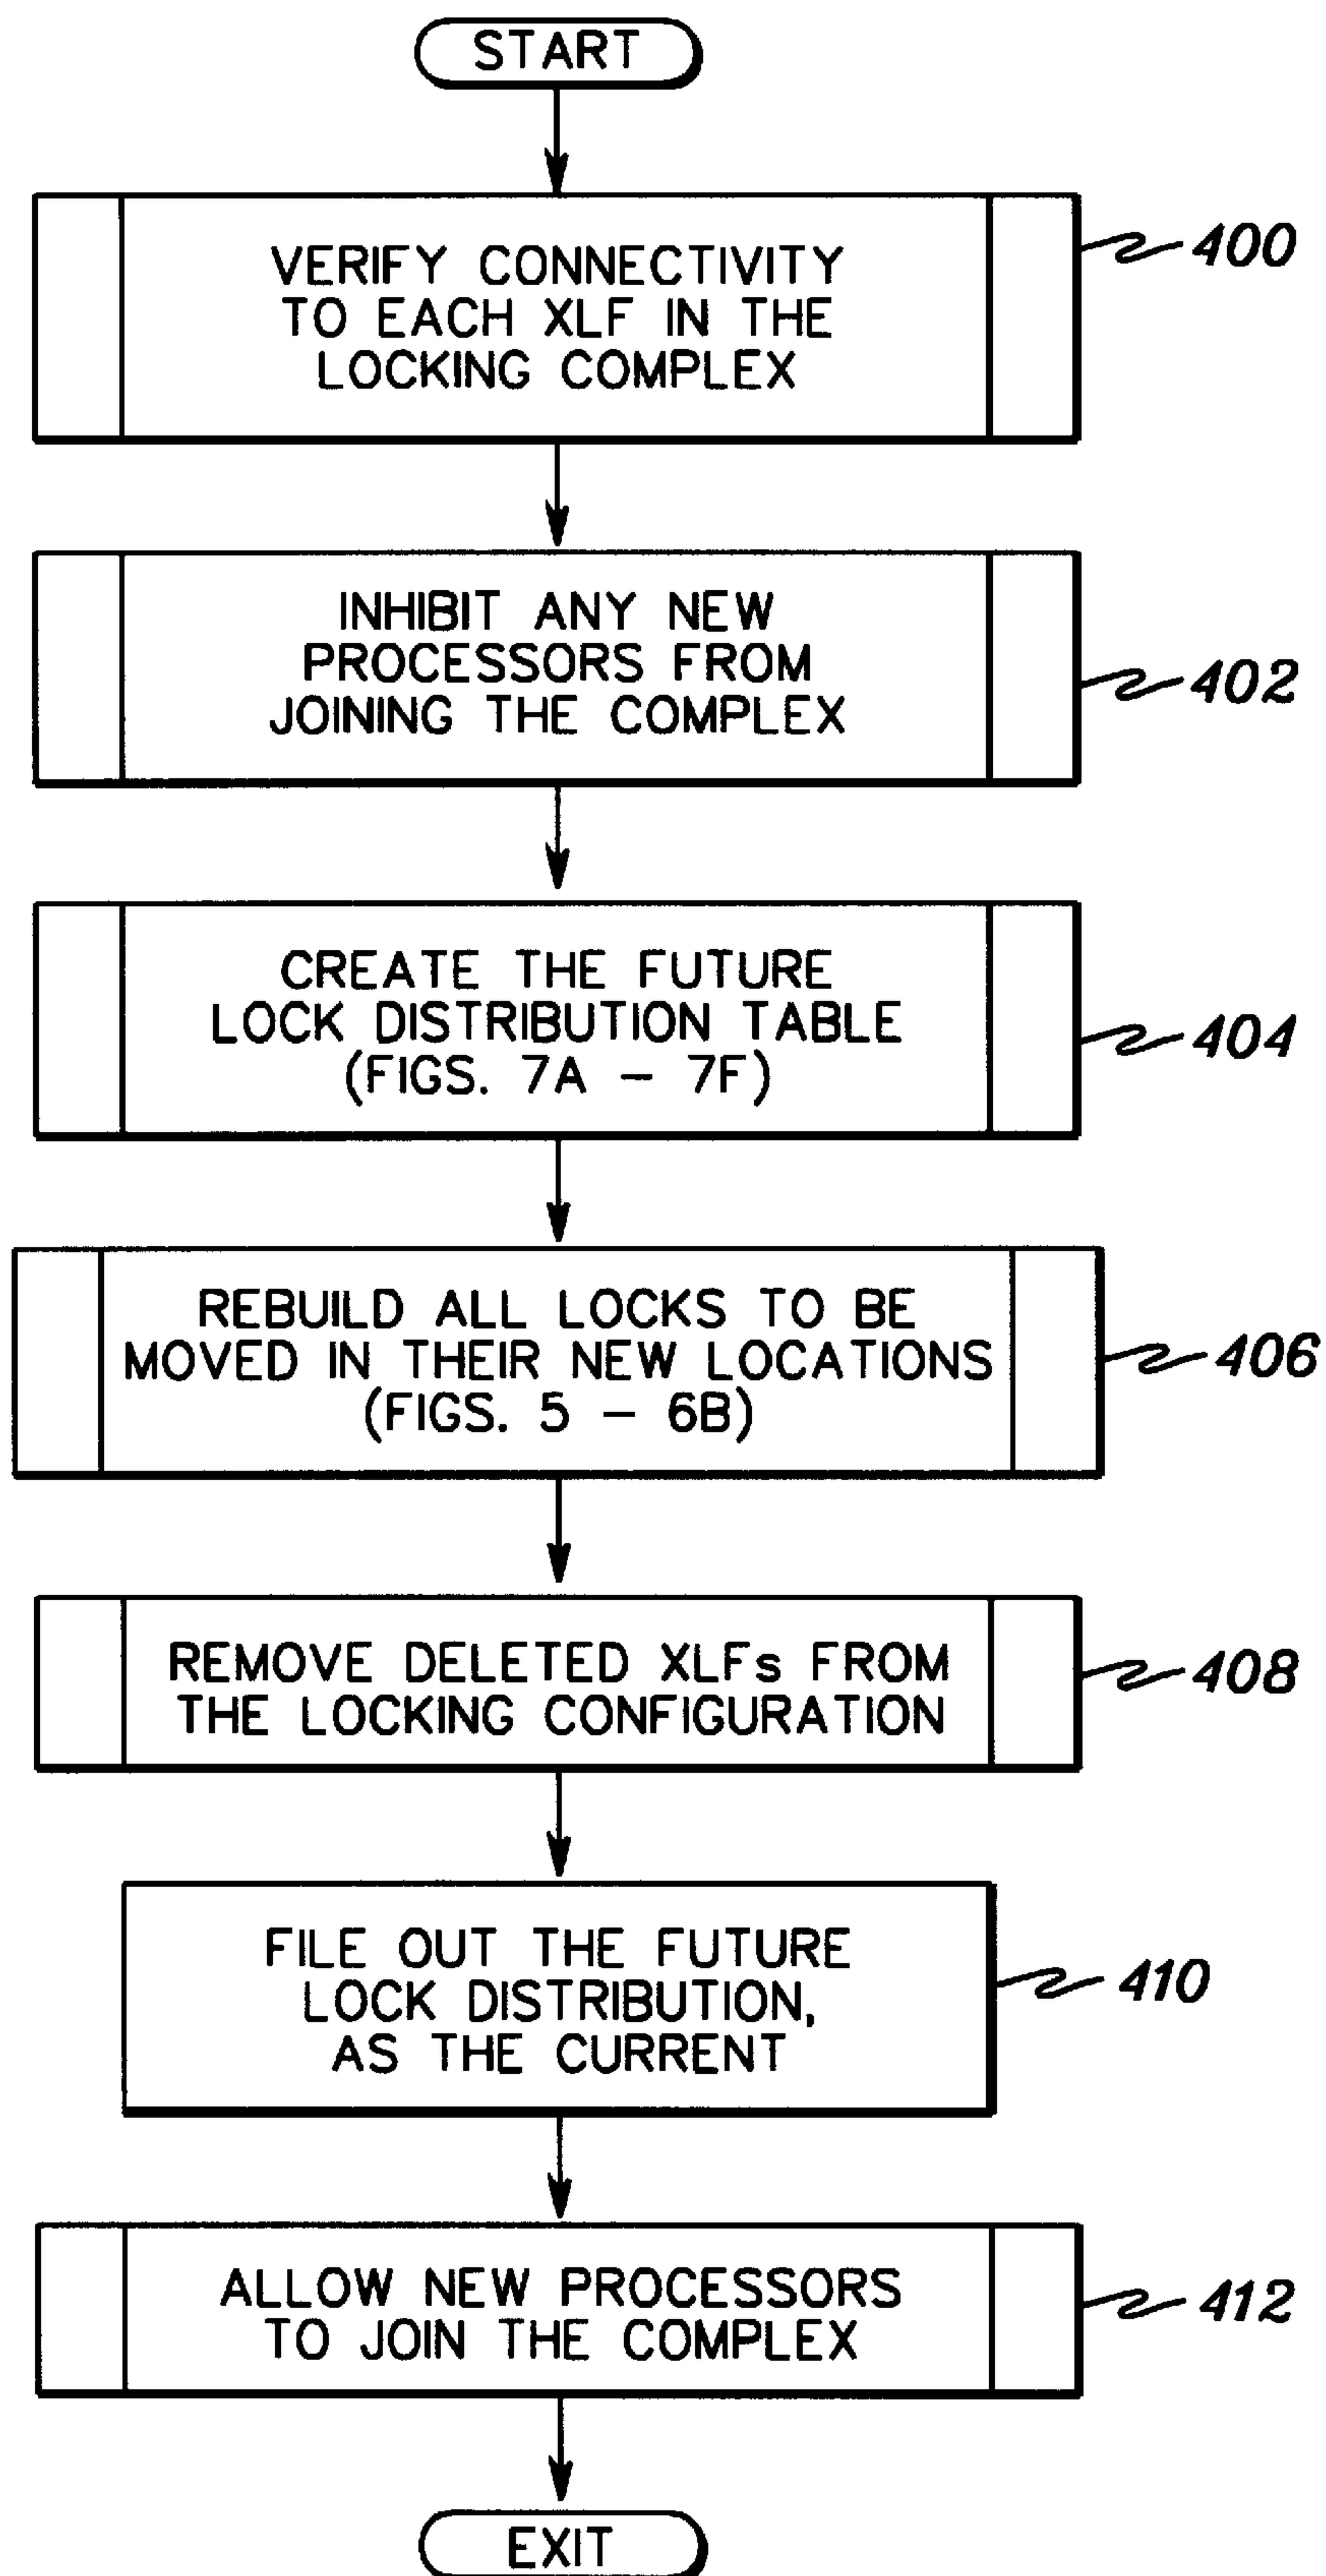 START
VERIFY CONNECTIVITY
TO EACH XLF IN THE
LOCKING COMPLEX
400
INHIBIT ANY NEW
PROCESSORS FROM
JOINING THE COMPLEX
402
CREATE THE FUTURE
LOCK DISTRIBUTION TABLE
(FIGS. 7A – 7F)
404
REBUILD ALL LOCKS TO BE
MOVED IN THEIR NEW LOCATIONS
(FIGS. 5 – 6B)
406
REMOVE DELETED XLFs FROM
THE LOCKING CONFIGURATION
408
FILE OUT THE FUTURE
LOCK DISTRIBUTION,
AS THE CURRENT
410
ALLOW NEW PROCESSORS
TO JOIN THE COMPLEX
412
EXIT